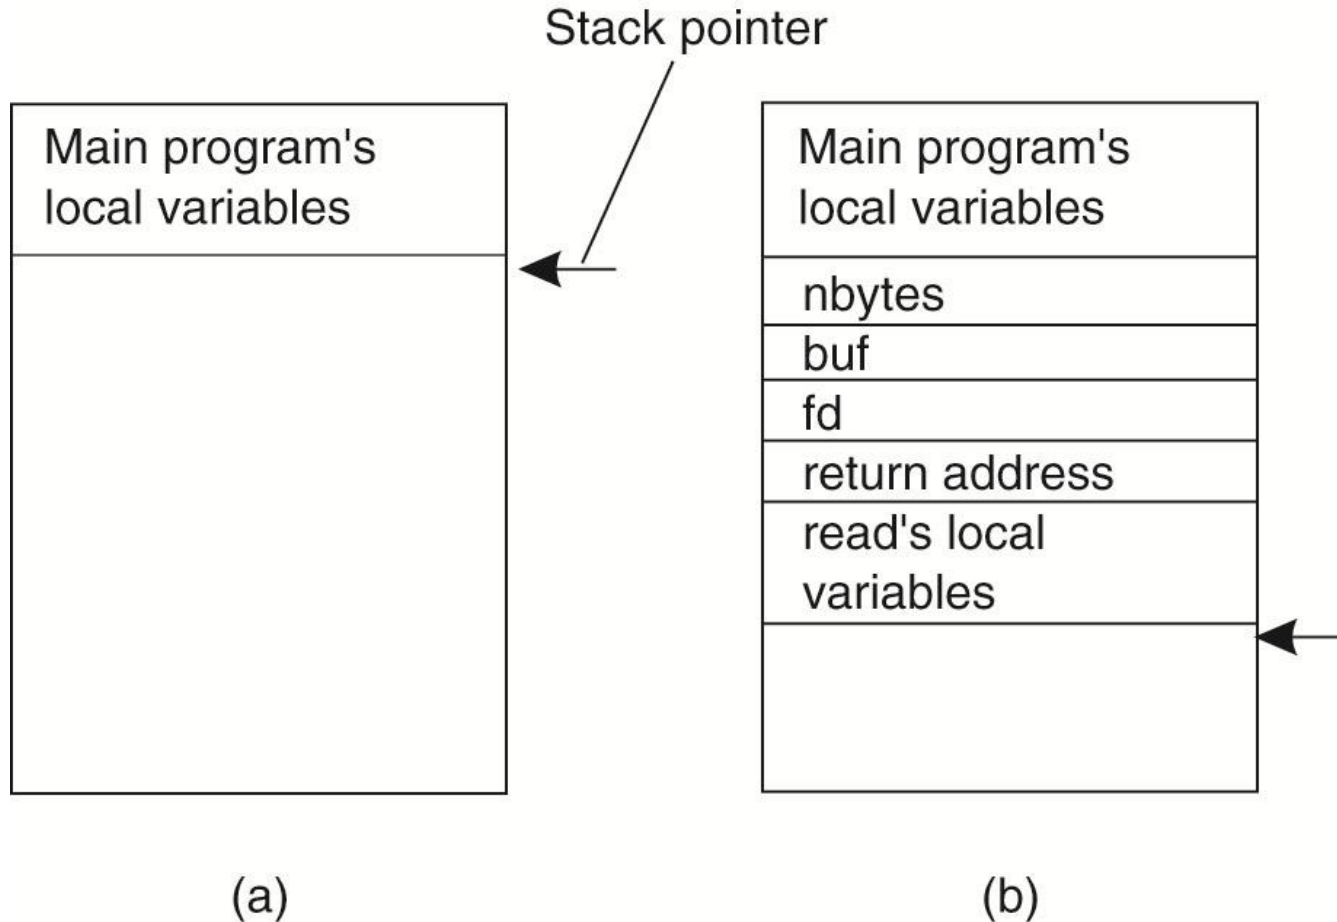 Stack pointer
Main program's
local variables
Main program's
local variables
nbytes
buf
fd
return address
read's local
variables
(a)
(b)